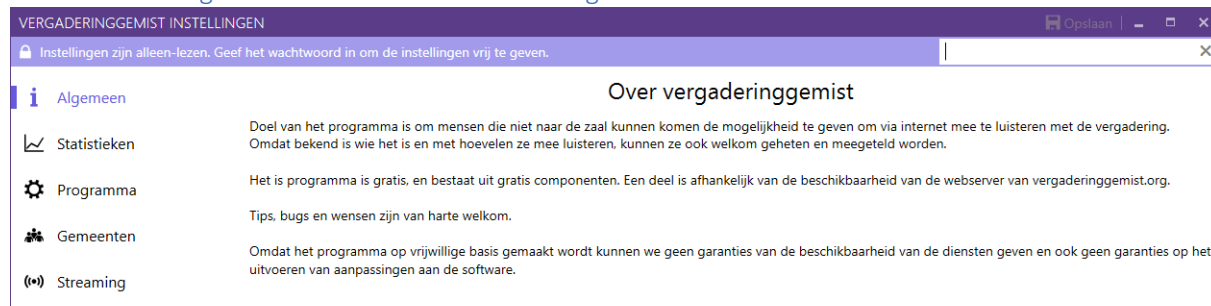 VERGADERINGGEMIST INSTELLINGEN
Opslaan
Instellingen zijn alleen-lezen. Geef het wachtwoord in om de instellingen vrij te geven.
Algemeen
Statistieken
Programma
Gemeenten
Streaming
Over vergaderinggemist
Doel van het programma is om mensen die niet naar de zaal kunnen komen de mogelijkheid te geven om via internet mee te luisteren met de vergadering.
Omdat bekend is wie het is en met hoevelen ze mee luisteren, kunnen ze ook welkom geheten en meegeteld worden.
Het is programma is gratis, en bestaat uit gratis componenten. Een deel is afhankelijk van de beschikbaarheid van de webserver van vergaderinggemist.org.
Tips, bugs en wensen zijn van harte welkom.
Omdat het programma op vrijwillige basis gemaakt wordt kunnen we geen garanties van de beschikbaarheid van de diensten geven en ook geen garanties op het
uitvoeren van aanpassingen aan de software.